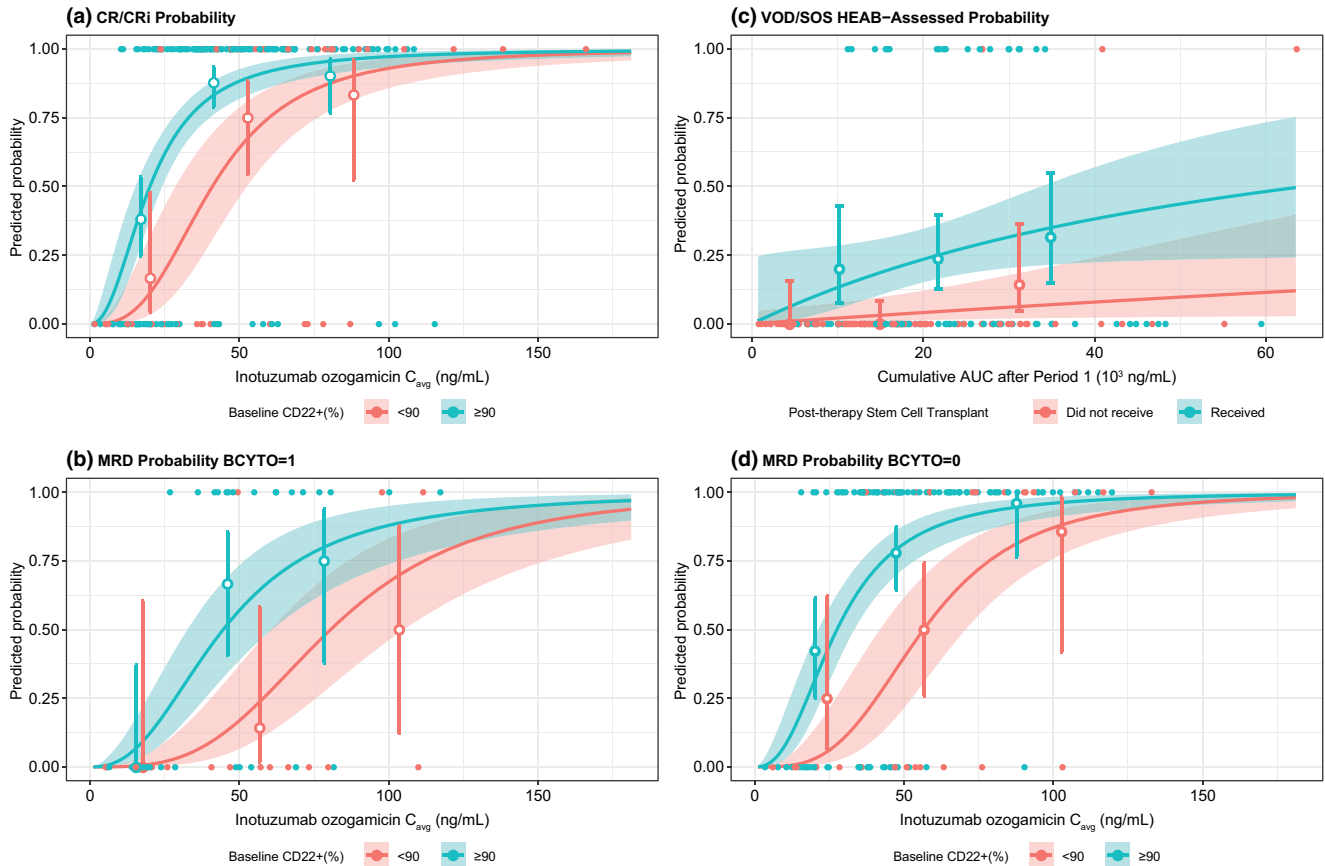 (a) CR/CRi Probability
Predicted probability
1.00
0.75
0.50
0.25
0.00
0
50
100
150
Inotuzumab ozogamicin Cavg (ng/mL)
Baseline CD22+(%) <90 ≥90
(c) VOD/SOS HEAB−Assessed Probability
Predicted probability
1.00
0.75
0.50
0.25
0.00
0
20
40
60
Cumulative AUC after Period 1 (10³ ng/mL)
Post-therapy Stem Cell Transplant Did not receive Received
(b) MRD Probability BCYTO=1
Predicted probability
1.00
0.75
0.50
0.25
0.00
0
50
100
150
Inotuzumab ozogamicin Cavg (ng/mL)
Baseline CD22+(%) <90 ≥90
(d) MRD Probability BCYTO=0
Predicted probability
1.00
0.75
0.50
0.25
0.00
0
50
100
150
Inotuzumab ozogamicin Cavg (ng/mL)
Baseline CD22+(%) <90 ≥90